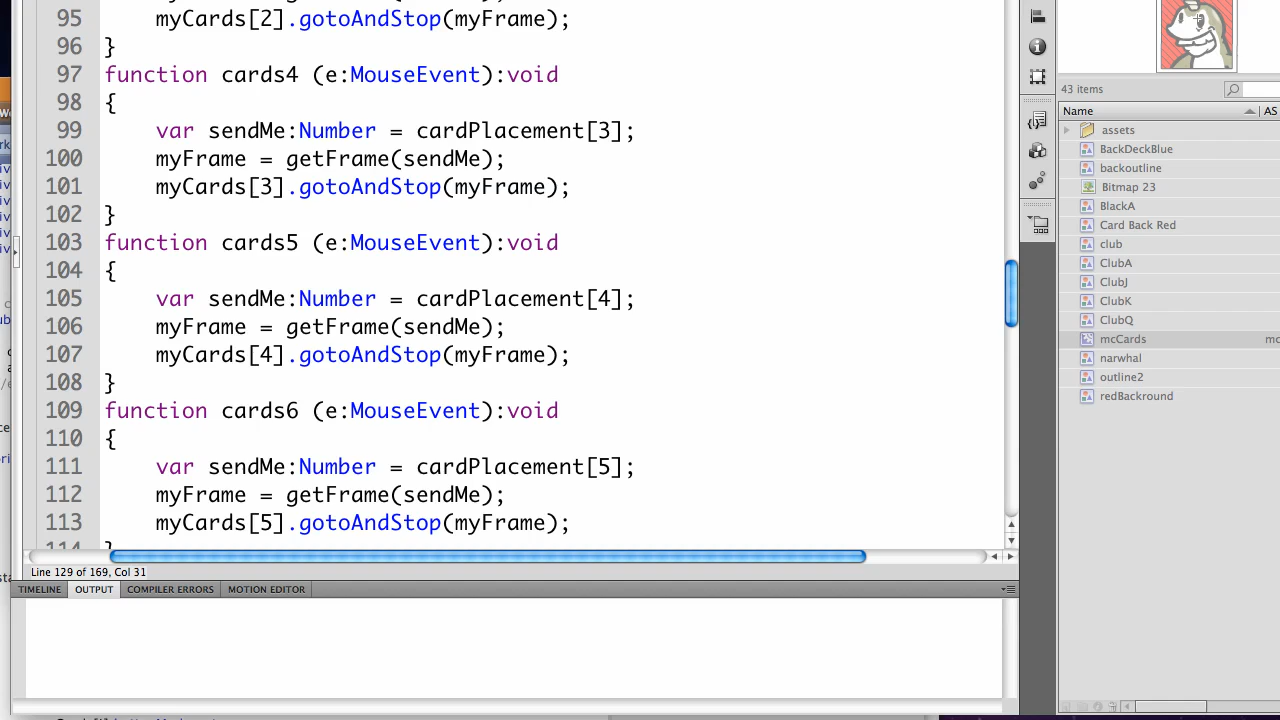 95 myCards[2].gotoAndStop(myFrame);
96 }
97 function cards4 (e:MouseEvent):void
98 {
99 var sendMe:Number = cardPlacement[3];
100 myFrame = getFrame(sendMe);
101 myCards[3].gotoAndStop(myFrame);
102 }
103 function cards5 (e:MouseEvent):void
104 {
105 var sendMe:Number = cardPlacement[4];
106 myFrame = getFrame(sendMe);
107 myCards[4].gotoAndStop(myFrame);
108 }
109 function cards6 (e:MouseEvent):void
110 {
111 var sendMe:Number = cardPlacement[5];
112 myFrame = getFrame(sendMe);
113 myCards[5].gotoAndStop(myFrame);
114 }
Line 129 of 169, Col 31
TIMELINE OUTPUT COMPILER ERRORS MOTION EDITOR
43 items
Name AS
assets
BackDeckBlue
backoutline
Bitmap 23
BlackA
Card Back Red
club
ClubA
ClubJ
ClubK
ClubQ
mcCards mc
narwhal
outline2
redBackround